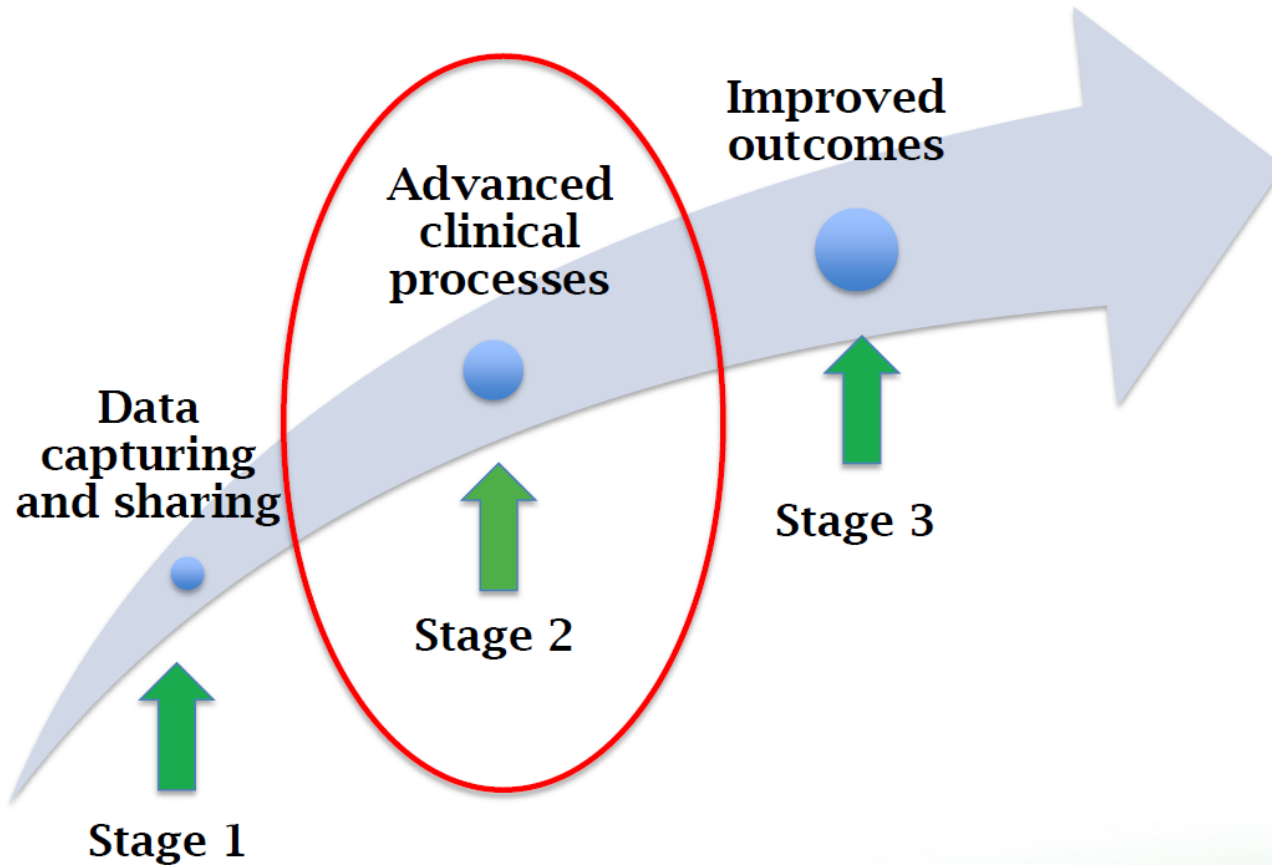 Data
capturing
and sharing
Stage 1
Advanced
clinical
processes
Stage 2
Improved
outcomes
Stage 3